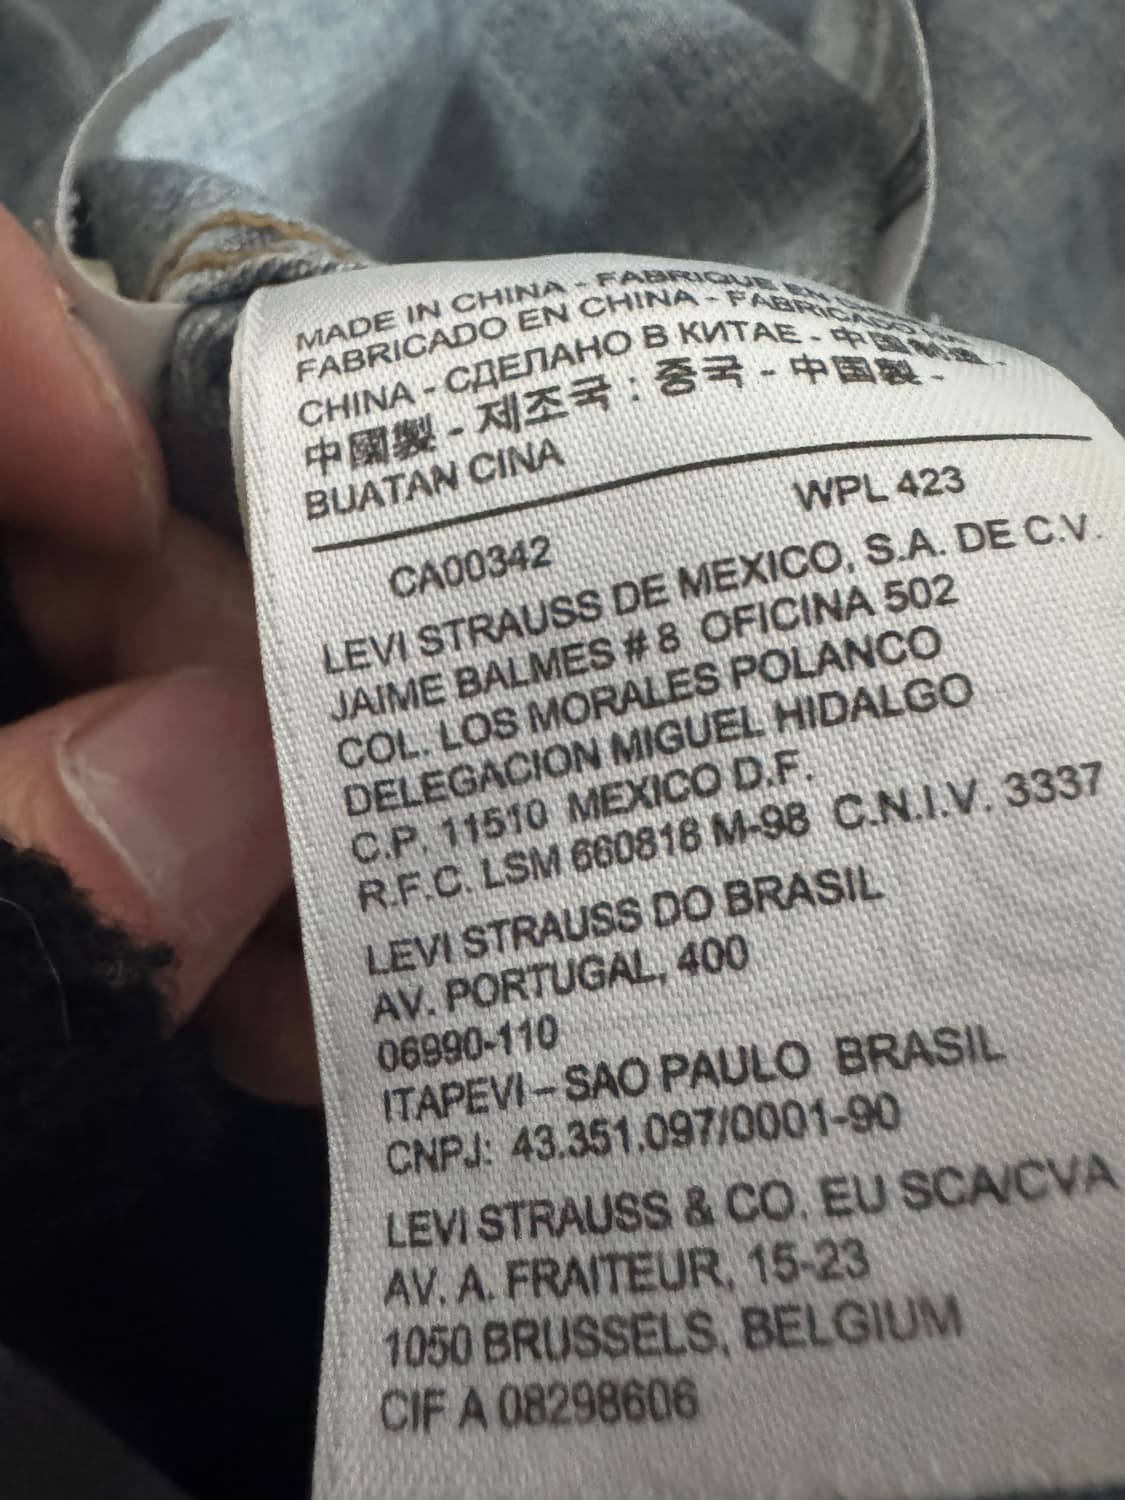 MADE IN CHINA - FABRIQUE EN
FABRICADO EN CHINA - FABRICADO
CHINA - СДЕЛАНО В КИТАЕ - 中国制造 -
中國製 - 제조국 : 중국 - 中国製 -
BUATAN CINA
WPL 423
CA00342
LEVI STRAUSS DE MEXICO, S.A. DE C.V.
JAIME BALMES # 8 OFICINA 502
COL. LOS MORALES POLANCO
DELEGACION MIGUEL HIDALGO
C.P. 11510 MEXICO D.F.
R.F.C. LSM 660818 M-98 C.N.I.V. 3337
LEVI STRAUSS DO BRASIL
AV. PORTUGAL, 400
06990-110
ITAPEVI – SAO PAULO BRASIL
CNPJ: 43.351.097/0001-90
LEVI STRAUSS & CO. EU SCA/CVA
AV. A. FRAITEUR, 15-23
1050 BRUSSELS, BELGIUM
CIF A 08298606